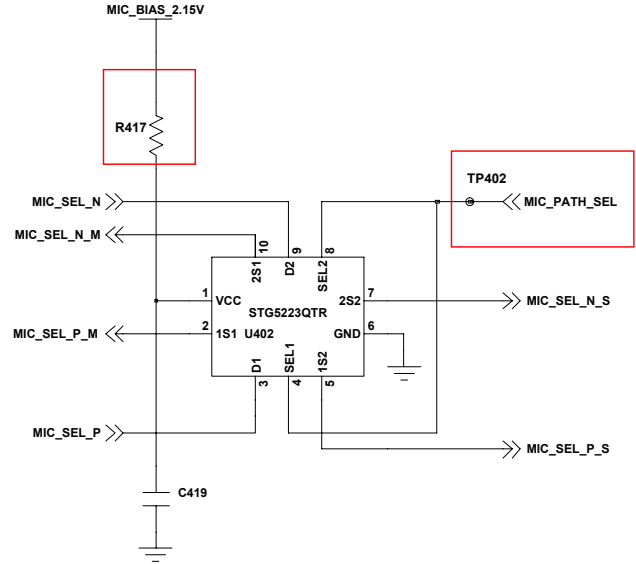 MIC_BIAS_2.15V
R417
TP402
MIC_SEL_N
MIC_PATH_SEL
MIC_SEL_N_M
10
9
8
2S1
D2
SEL2
1
VCC
STG5223QTR
2S2
7
MIC_SEL_N_S
MIC_SEL_P_M
2
1S1
U402
GND
6
D1
SEL1
1S2
3
4
5
MIC_SEL_P
MIC_SEL_P_S
C419